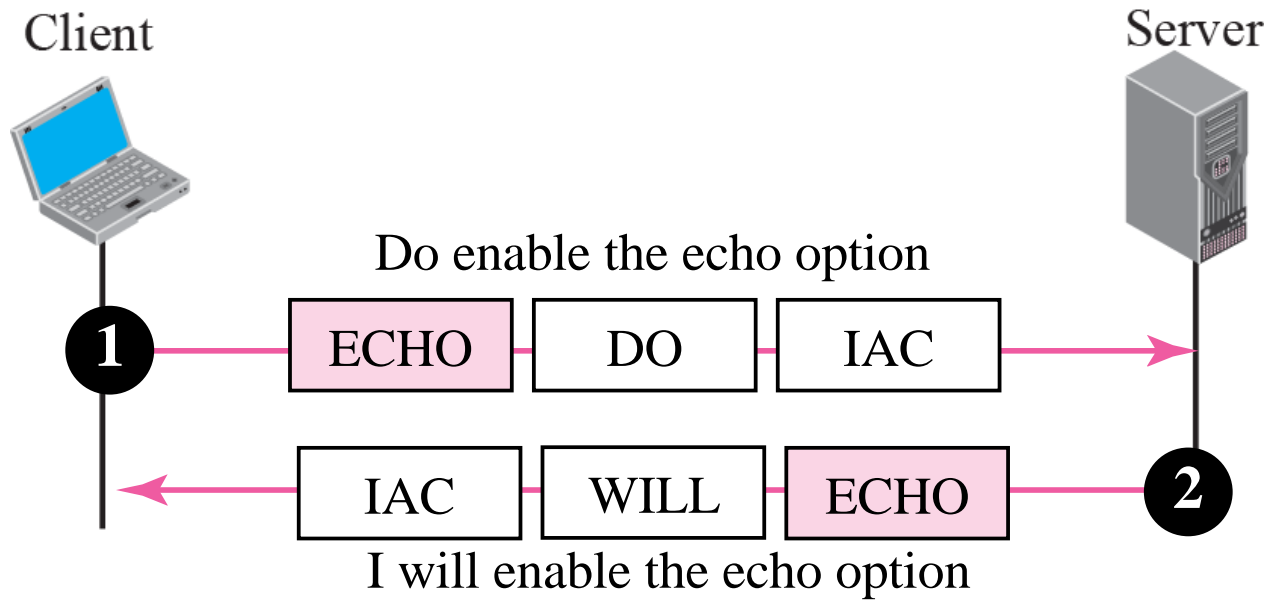 Client
Server
Do enable the echo option
1 ECHO DO IAC
IAC WILL ECHO 2
I will enable the echo option